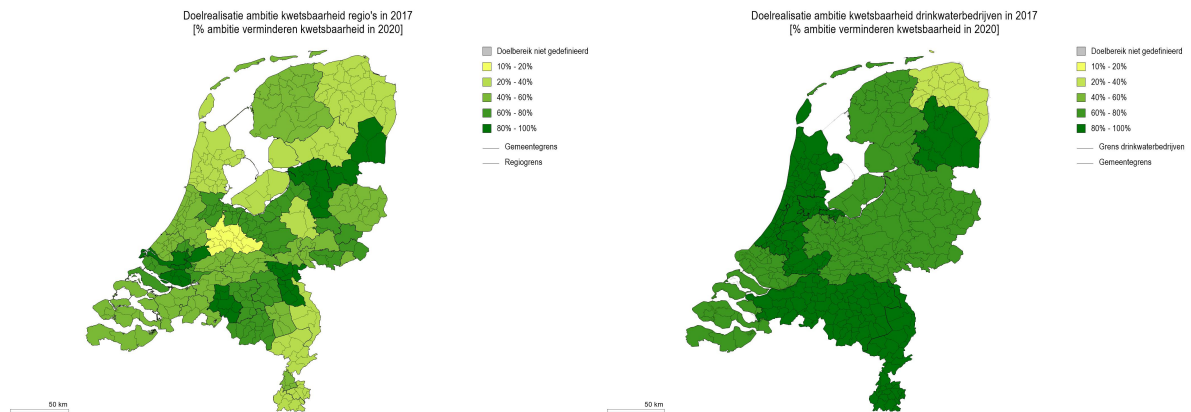 Doelrealisatie ambitie kwetsbaarheid regio's in 2017
[% ambitie verminderen kwetsbaarheid in 2020]
Doelbereik niet gedefinieerd
10% - 20%
20% - 40%
40% - 60%
60% - 80%
80% - 100%
Gemeentegrens
Regiogrens
50 km
Doelrealisatie ambitie kwetsbaarheid drinkwaterbedrijven in 2017
[% ambitie verminderen kwetsbaarheid in 2020]
Doelbereik niet gedefinieerd
10% - 20%
20% - 40%
40% - 60%
60% - 80%
80% - 100%
Grens drinkwaterbedrijven
Gemeentegrens
50 km